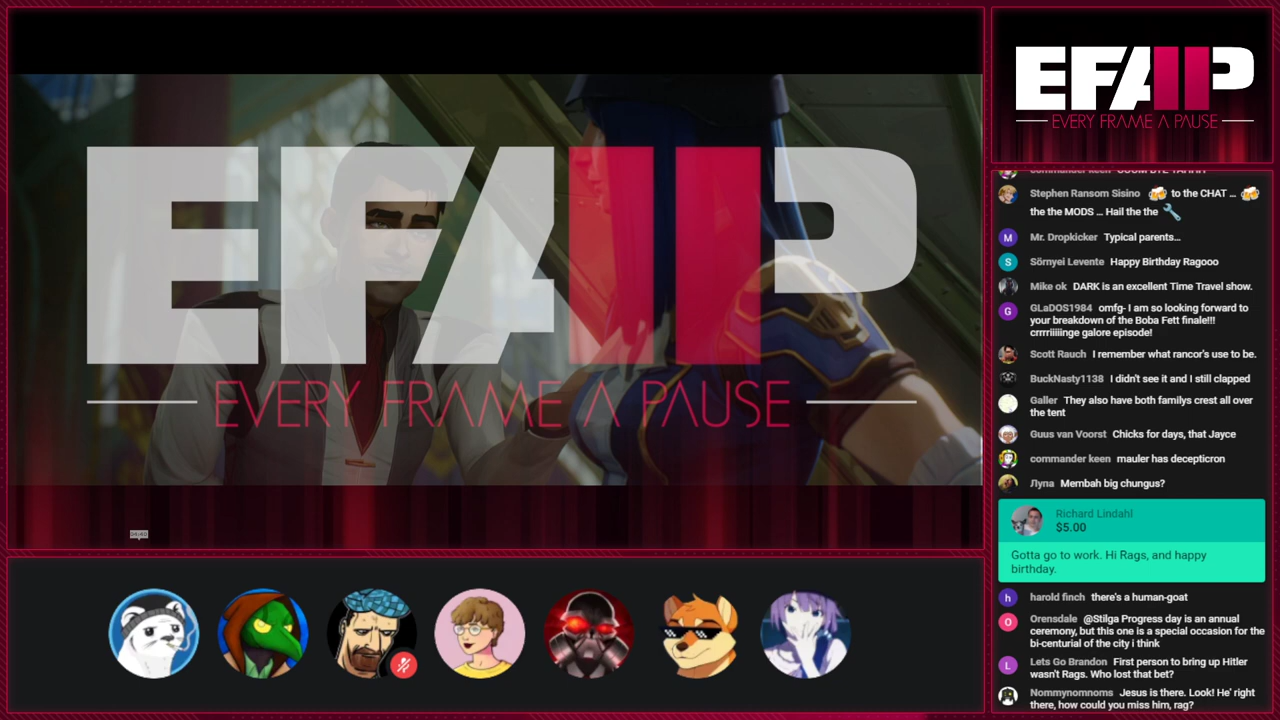 EFAP
EVERY FRAME A PAUSE
04:40
EFAP
EVERY FRAME A PAUSE
Stephen Ransom Sisino to the CHAT ...
the the MODS ... Hail the the
M Mr. Dropkicker Typical parents...
S Sörnyei Levente Happy Birthday Ragooo
Mike ok DARK is an excellent Time Travel show.
G GLaDOS1984 omfg- I am so looking forward to
your breakdown of the Boba Fett finale!!!
crrrriiiiinge galore episode!
Scott Rauch I remember what rancor's use to be.
BuckNasty1138 I didn't see it and I still clapped
Galler They also have both familys crest all over
the tent
Guus van Voorst Chicks for days, that Jayce
commander keen mauler has decepticron
Луна Membah big chungus?
Richard Lindahl
$5.00
Gotta go to work. Hi Rags, and happy
birthday.
h harold finch there's a human-goat
O Orensdale @Stilga Progress day is an annual
ceremony, but this one is a special occasion for the
bi-centurial of the city i think
L Lets Go Brandon First person to bring up Hitler
wasn't Rags. Who lost that bet?
Nommynomnoms Jesus is there. Look! He' right
there, how could you miss him, rag?